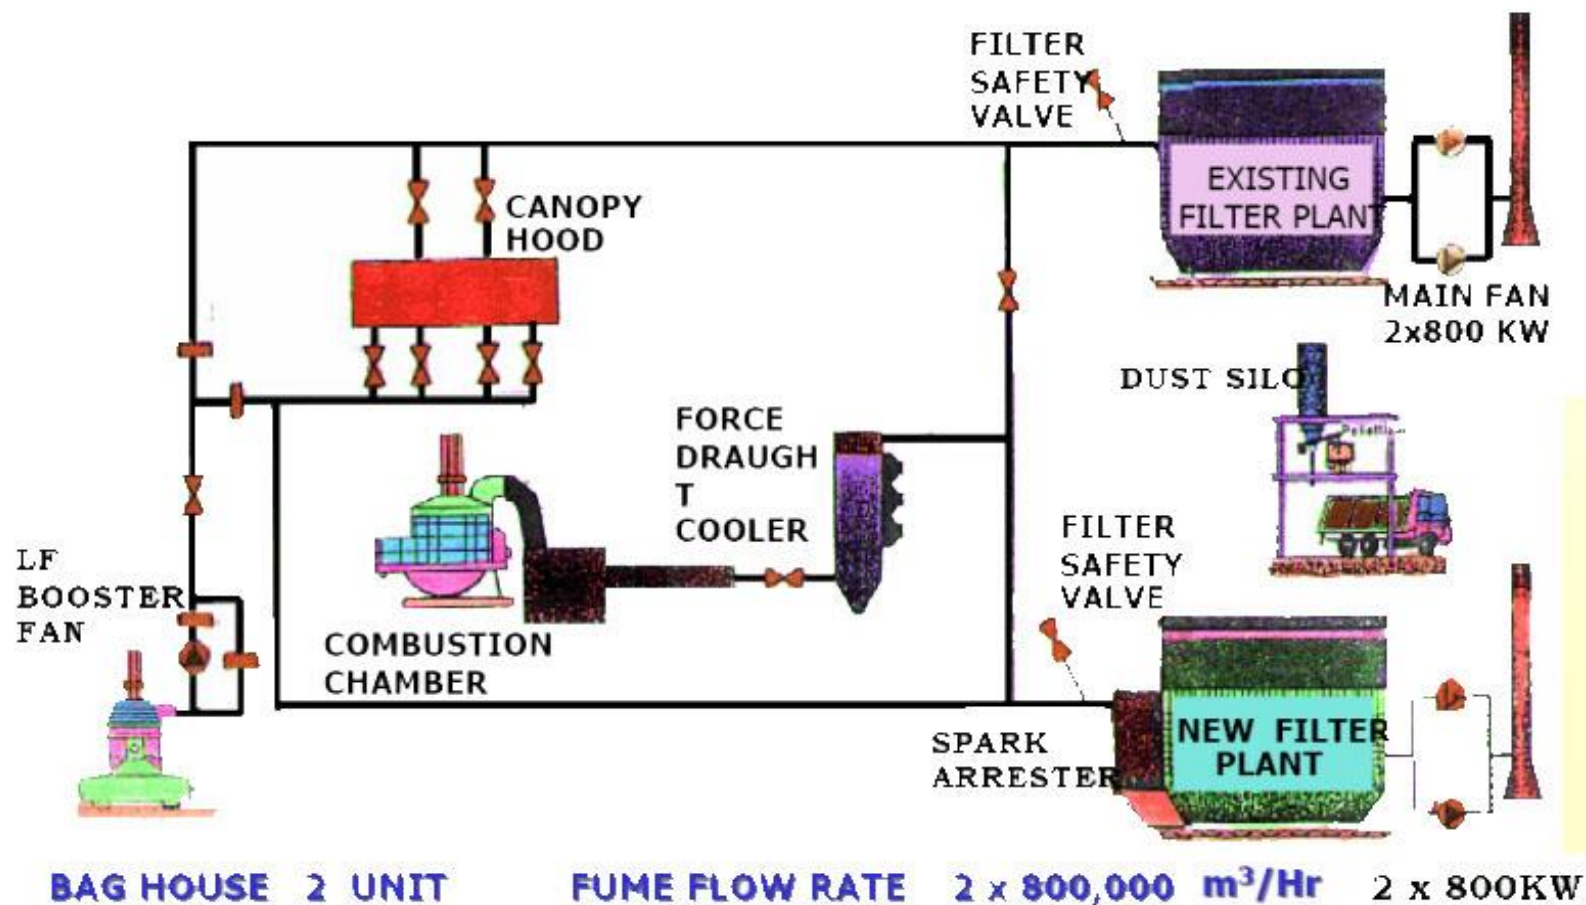 FILTER
SAFETY
VALVE
EXISTING
FILTER PLANT
CANOPY
HOOD
MAIN FAN
2x800 KW
DUST SILO
FORCE
DRAUGH
T
COOLER
FILTER
SAFETY
VALVE
LF
BOOSTER
FAN
COMBUSTION
CHAMBER
SPARK
ARRESTER
NEW FILTER
PLANT
BAG HOUSE 2 UNIT FUME FLOW RATE 2 x 800,000 m³/Hr 2 x 800KW